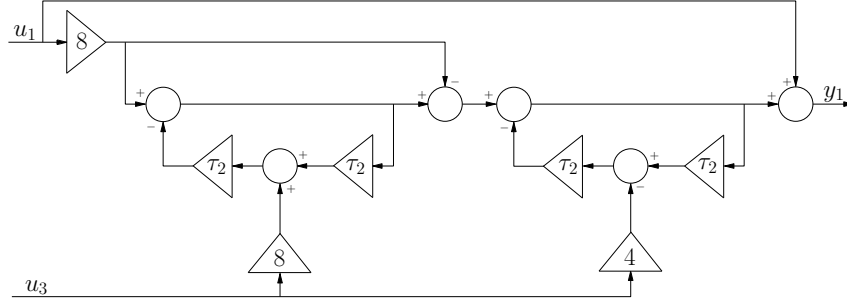 u₁ 8 + − + − + − + + y₁
τ₂ + + τ₂ τ₂ − + τ₂
8 4
u₃